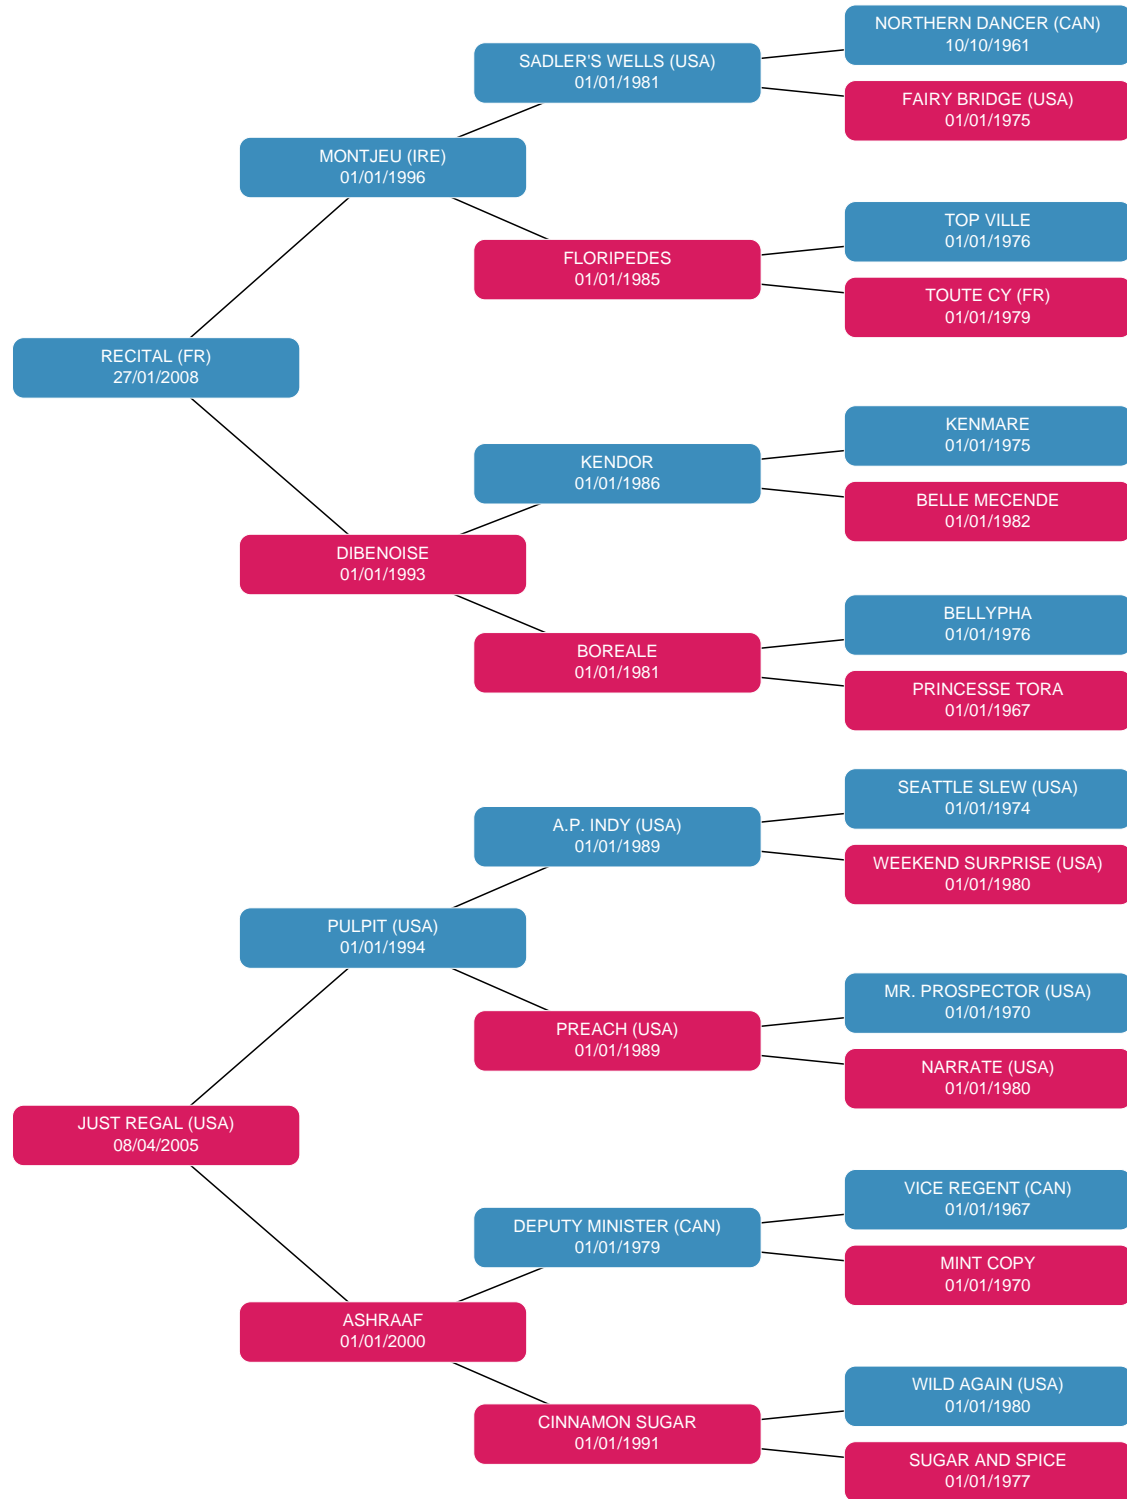 NORTHERN DANCER (CAN)
10/10/1961
SADLER'S WELLS (USA)
01/01/1981
FAIRY BRIDGE (USA)
01/01/1975
MONTJEU (IRE)
01/01/1996
TOP VILLE
01/01/1976
FLORIPEDES
01/01/1985
TOUTE CY (FR)
01/01/1979
RECITAL (FR)
27/01/2008
KENMARE
01/01/1975
KENDOR
01/01/1986
BELLE MECENDE
01/01/1982
DIBENOISE
01/01/1993
BELLYPHA
01/01/1976
BOREALE
01/01/1981
PRINCESSE TORA
01/01/1967
SEATTLE SLEW (USA)
01/01/1974
A.P. INDY (USA)
01/01/1989
WEEKEND SURPRISE (USA)
01/01/1980
PULPIT (USA)
01/01/1994
MR. PROSPECTOR (USA)
01/01/1970
PREACH (USA)
01/01/1989
NARRATE (USA)
01/01/1980
JUST REGAL (USA)
08/04/2005
VICE REGENT (CAN)
01/01/1967
DEPUTY MINISTER (CAN)
01/01/1979
MINT COPY
01/01/1970
ASHRAAF
01/01/2000
WILD AGAIN (USA)
01/01/1980
CINNAMON SUGAR
01/01/1991
SUGAR AND SPICE
01/01/1977